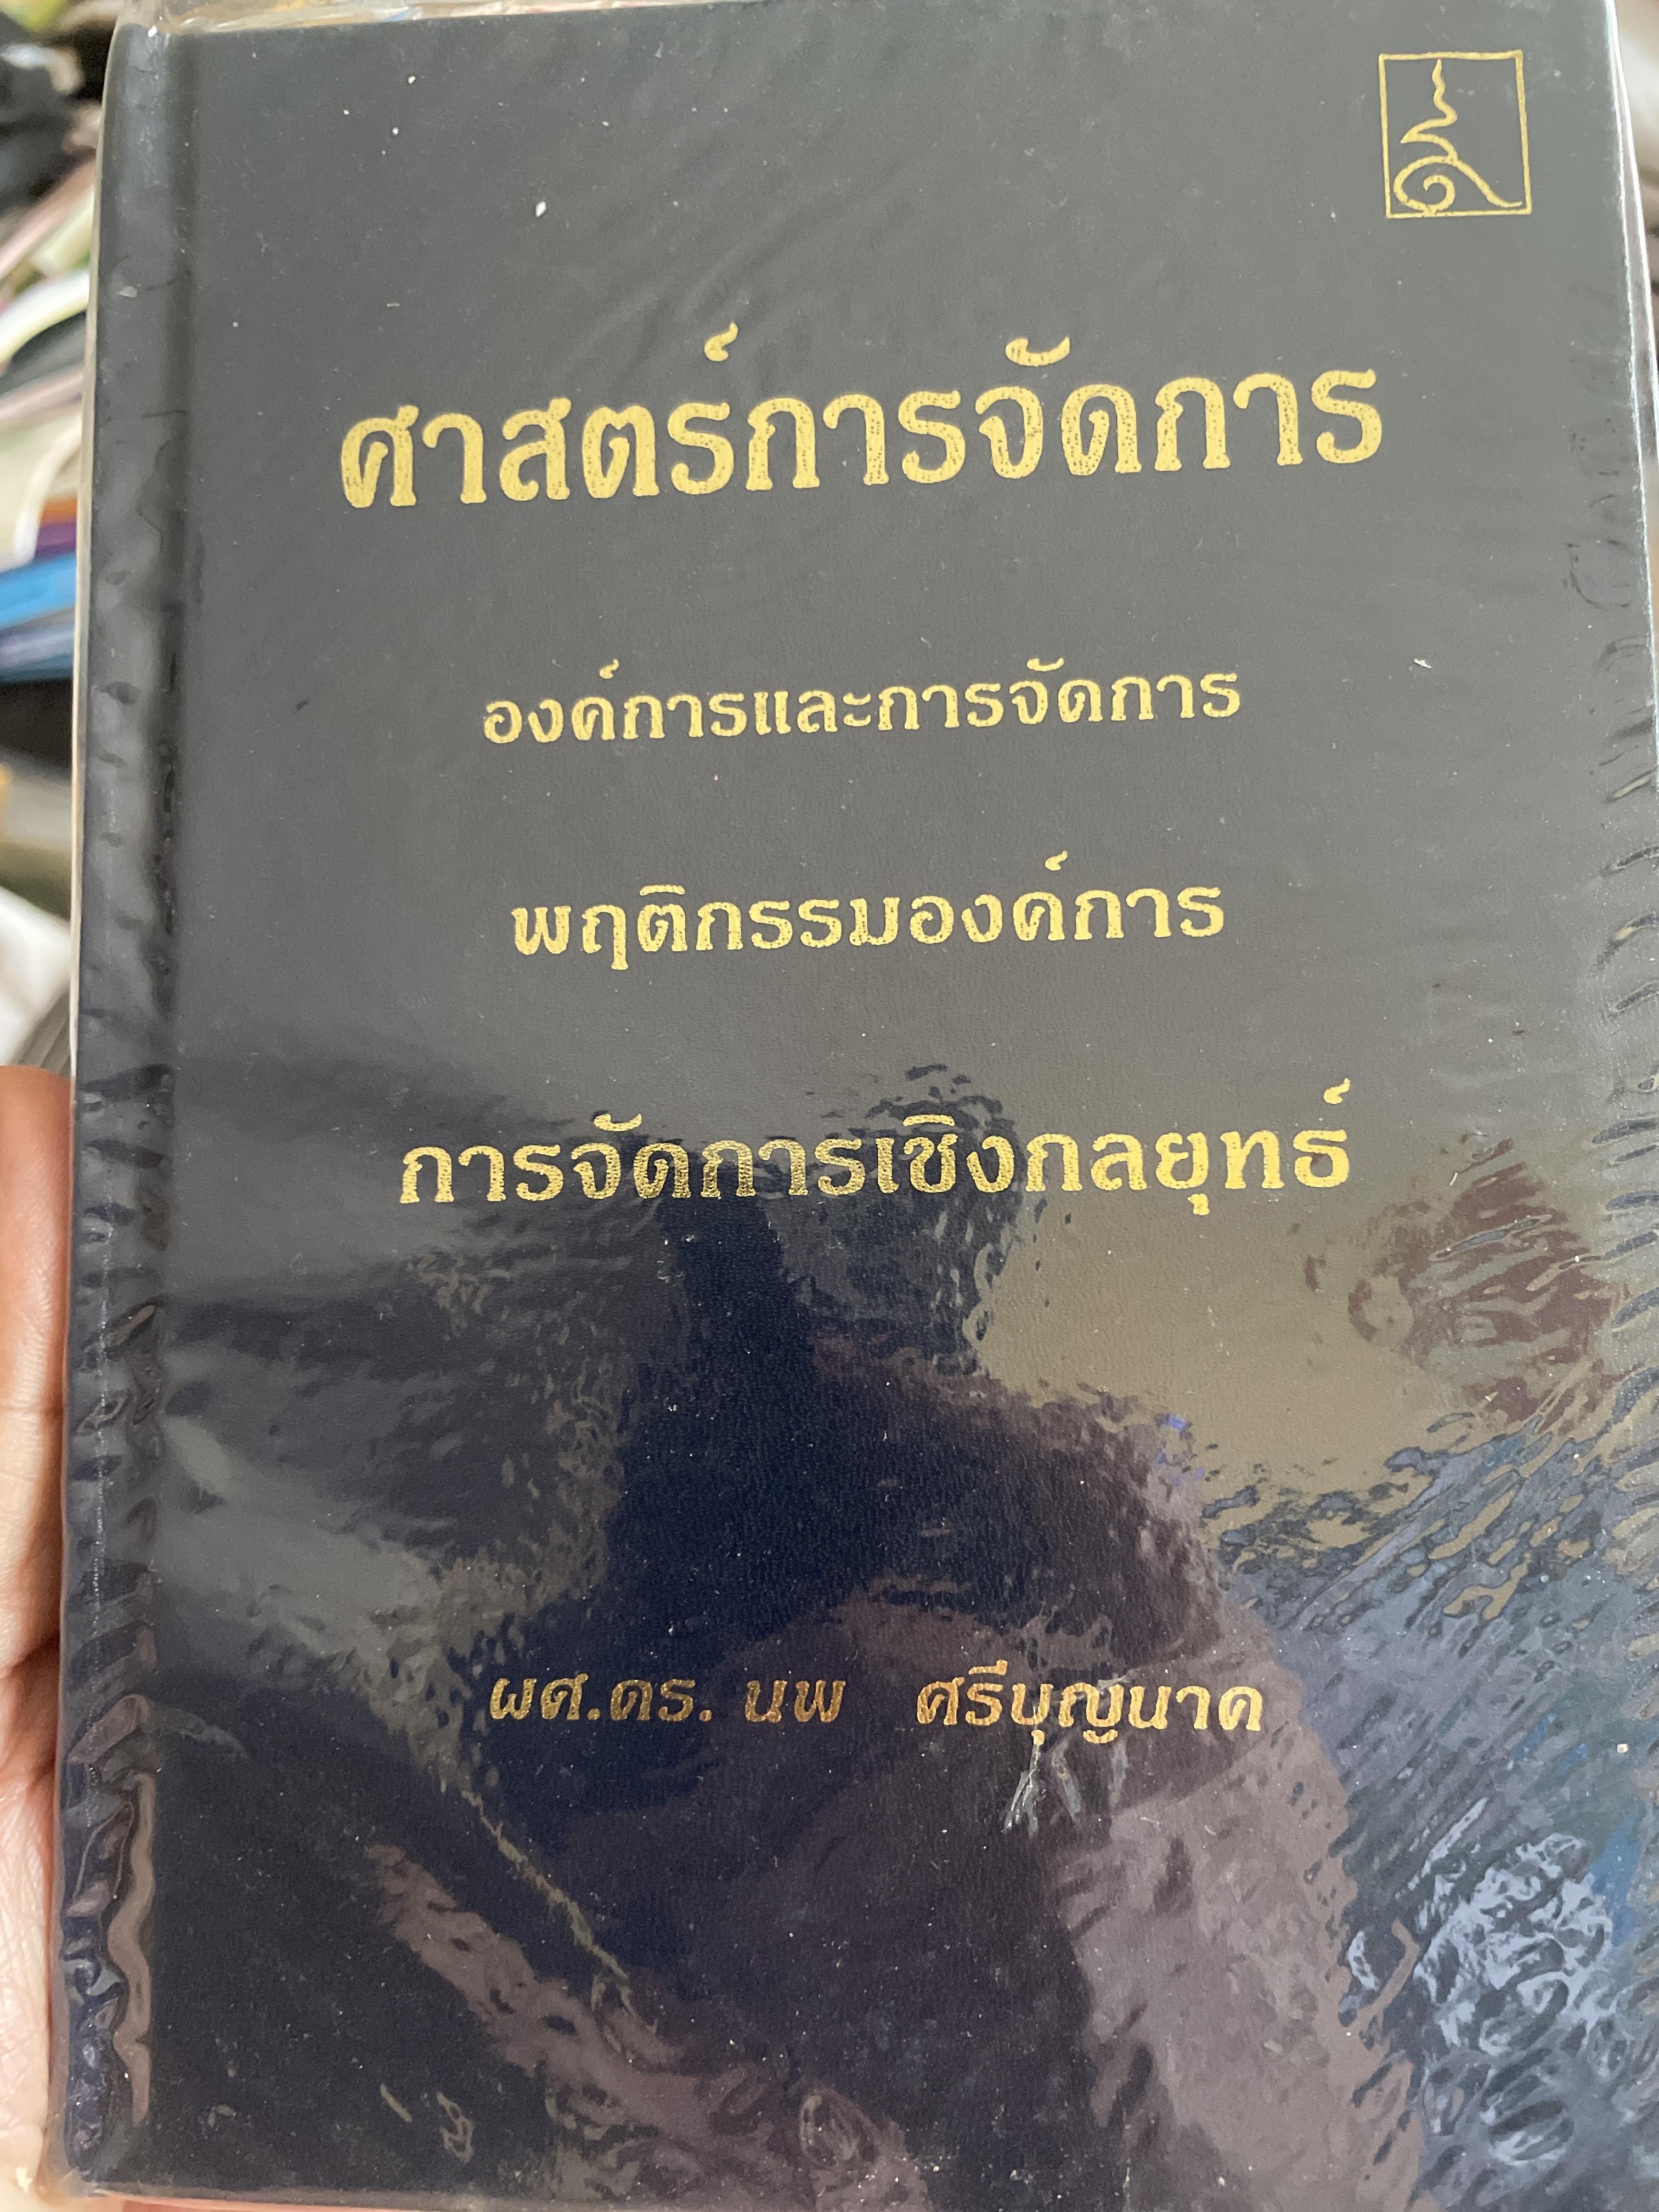 ศาสตร์การจัดการ
องค์การและการจัดการ
พฤติกรรมองค์การ
การจัดการเชิงกลยุทธ์
ผศ.ดร. นพ ศรีบุญนาค